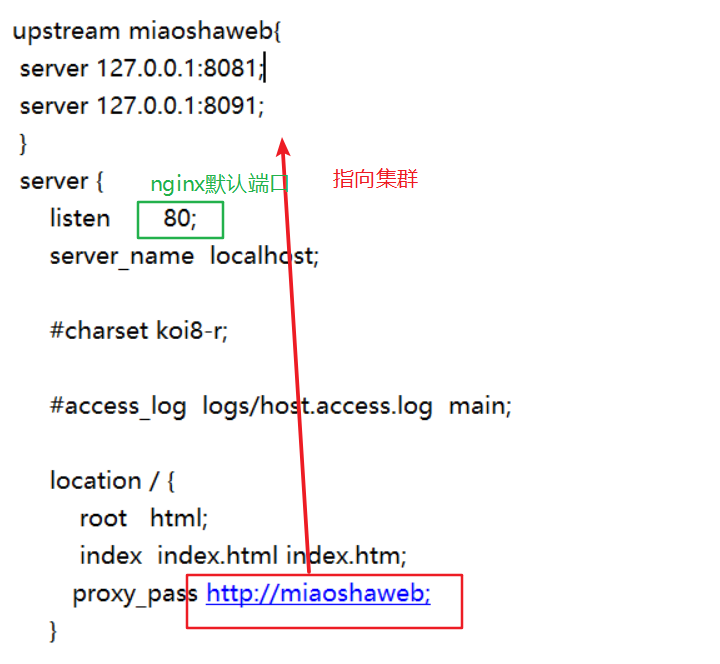 upstream miaoshaweb{
server 127.0.0.1:8081;
server 127.0.0.1:8091;
}
server {
nginx默认端口
指向集群
listen 80;
server_name localhost;
#charset koi8-r;
#access_log logs/host.access.log main;
location / {
root html;
index index.html index.htm;
proxy_pass http://miaoshaweb;
}